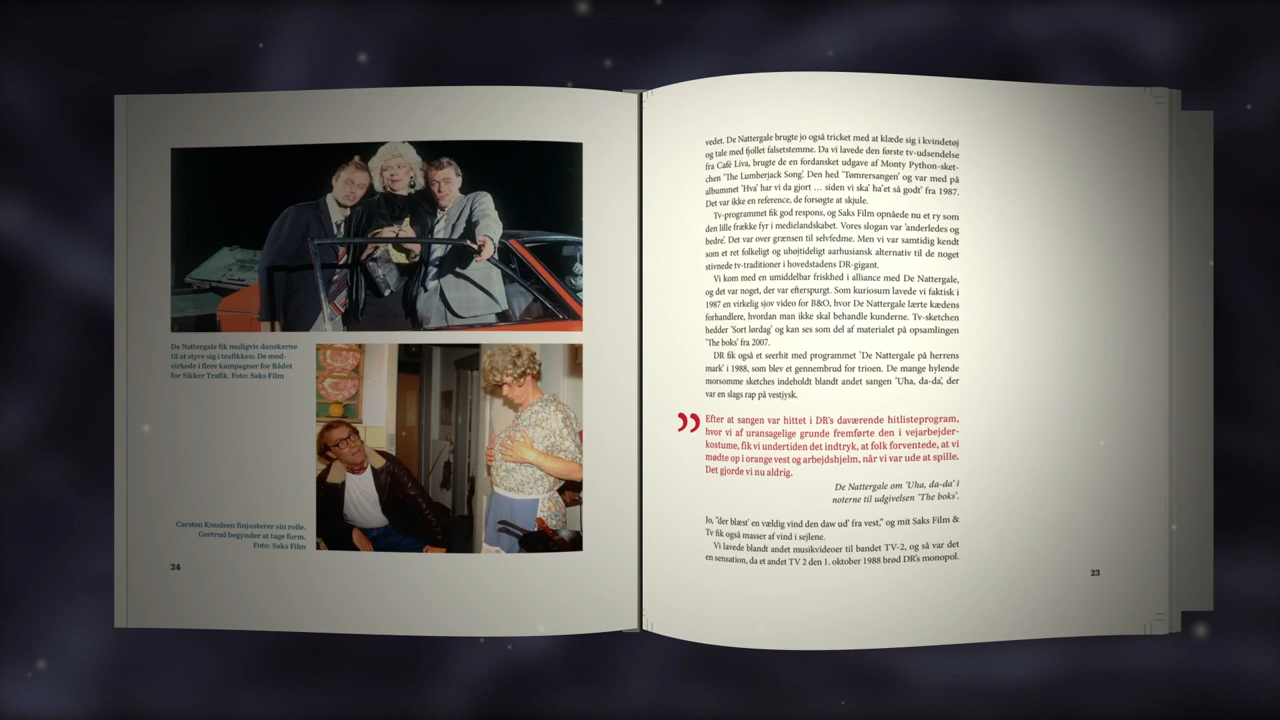 De Nattergale fik muligvis danskerne
til at styre sig i trafikken: De med-
virkede i flere kampagner for Rådet
for Sikker Trafik. Foto: Saks Film
Carsten Knudsen finjusterer sin rolle.
Gertrud begynder at tage form.
Foto: Saks Film
24
vedet. De Nattergale brugte jo også tricket med at klæde sig i kvindetøj
og tale med fjollet falsetstemme. Da vi lavede den første tv-udsendelse
fra Café Liva, brugte de en fordansket udgave af Monty Python-sket-
chen 'The Lumberjack Song'. Den hed 'Tømrersangen' og var med på
albummet 'Hva' har vi da gjort … siden vi ska' ha'et så godt' fra 1987.
Det var ikke en reference, de forsøgte at skjule.
Tv-programmet fik god respons, og Saks Film opnåede nu et ry som
den lille frække fyr i medielandskabet. Vores slogan var 'anderledes og
bedre'. Det var over grænsen til selvfedme. Men vi var samtidig kendt
som et ret folkeligt og uhøjtideligt aarhusiansk alternativ til de noget
stivnede tv-traditioner i hovedstadens DR-gigant.
Vi kom med en umiddelbar friskhed i alliance med De Nattergale,
og det var noget, der var efterspurgt. Som kuriosum lavede vi faktisk i
1987 en virkelig sjov video for B&O, hvor De Nattergale lærte kædens
forhandlere, hvordan man ikke skal behandle kunderne. Tv-sketchen
hedder 'Sort lørdag' og kan ses som del af materialet på opsamlingen
'The boks' fra 2007.
DR fik også et seerhit med programmet 'De Nattergale på herrens
mark' i 1988, som blev et gennembrud for trioen. De mange hylende
morsomme sketches indeholdt blandt andet sangen 'Uha, da-da', der
var en slags rap på vestjysk.
” Efter at sangen var hittet i DR's daværende hitlisteprogram,
hvor vi af uransagelige grunde fremførte den i vejarbejder-
kostume, fik vi undertiden det indtryk, at folk forventede, at vi
mødte op i orange vest og arbejdshjelm, når vi var ude at spille.
Det gjorde vi nu aldrig.
De Nattergale om 'Uha, da-da' i
noterne til udgivelsen 'The boks'.
Jo, "der blæst' en vældig vind den daw ud' fra vest," og mit Saks Film &
Tv fik også masser af vind i sejlene.
Vi lavede blandt andet musikvideoer til bandet TV-2, og så var det
en sensation, da et andet TV 2 den 1. oktober 1988 brød DR's monopol.
23